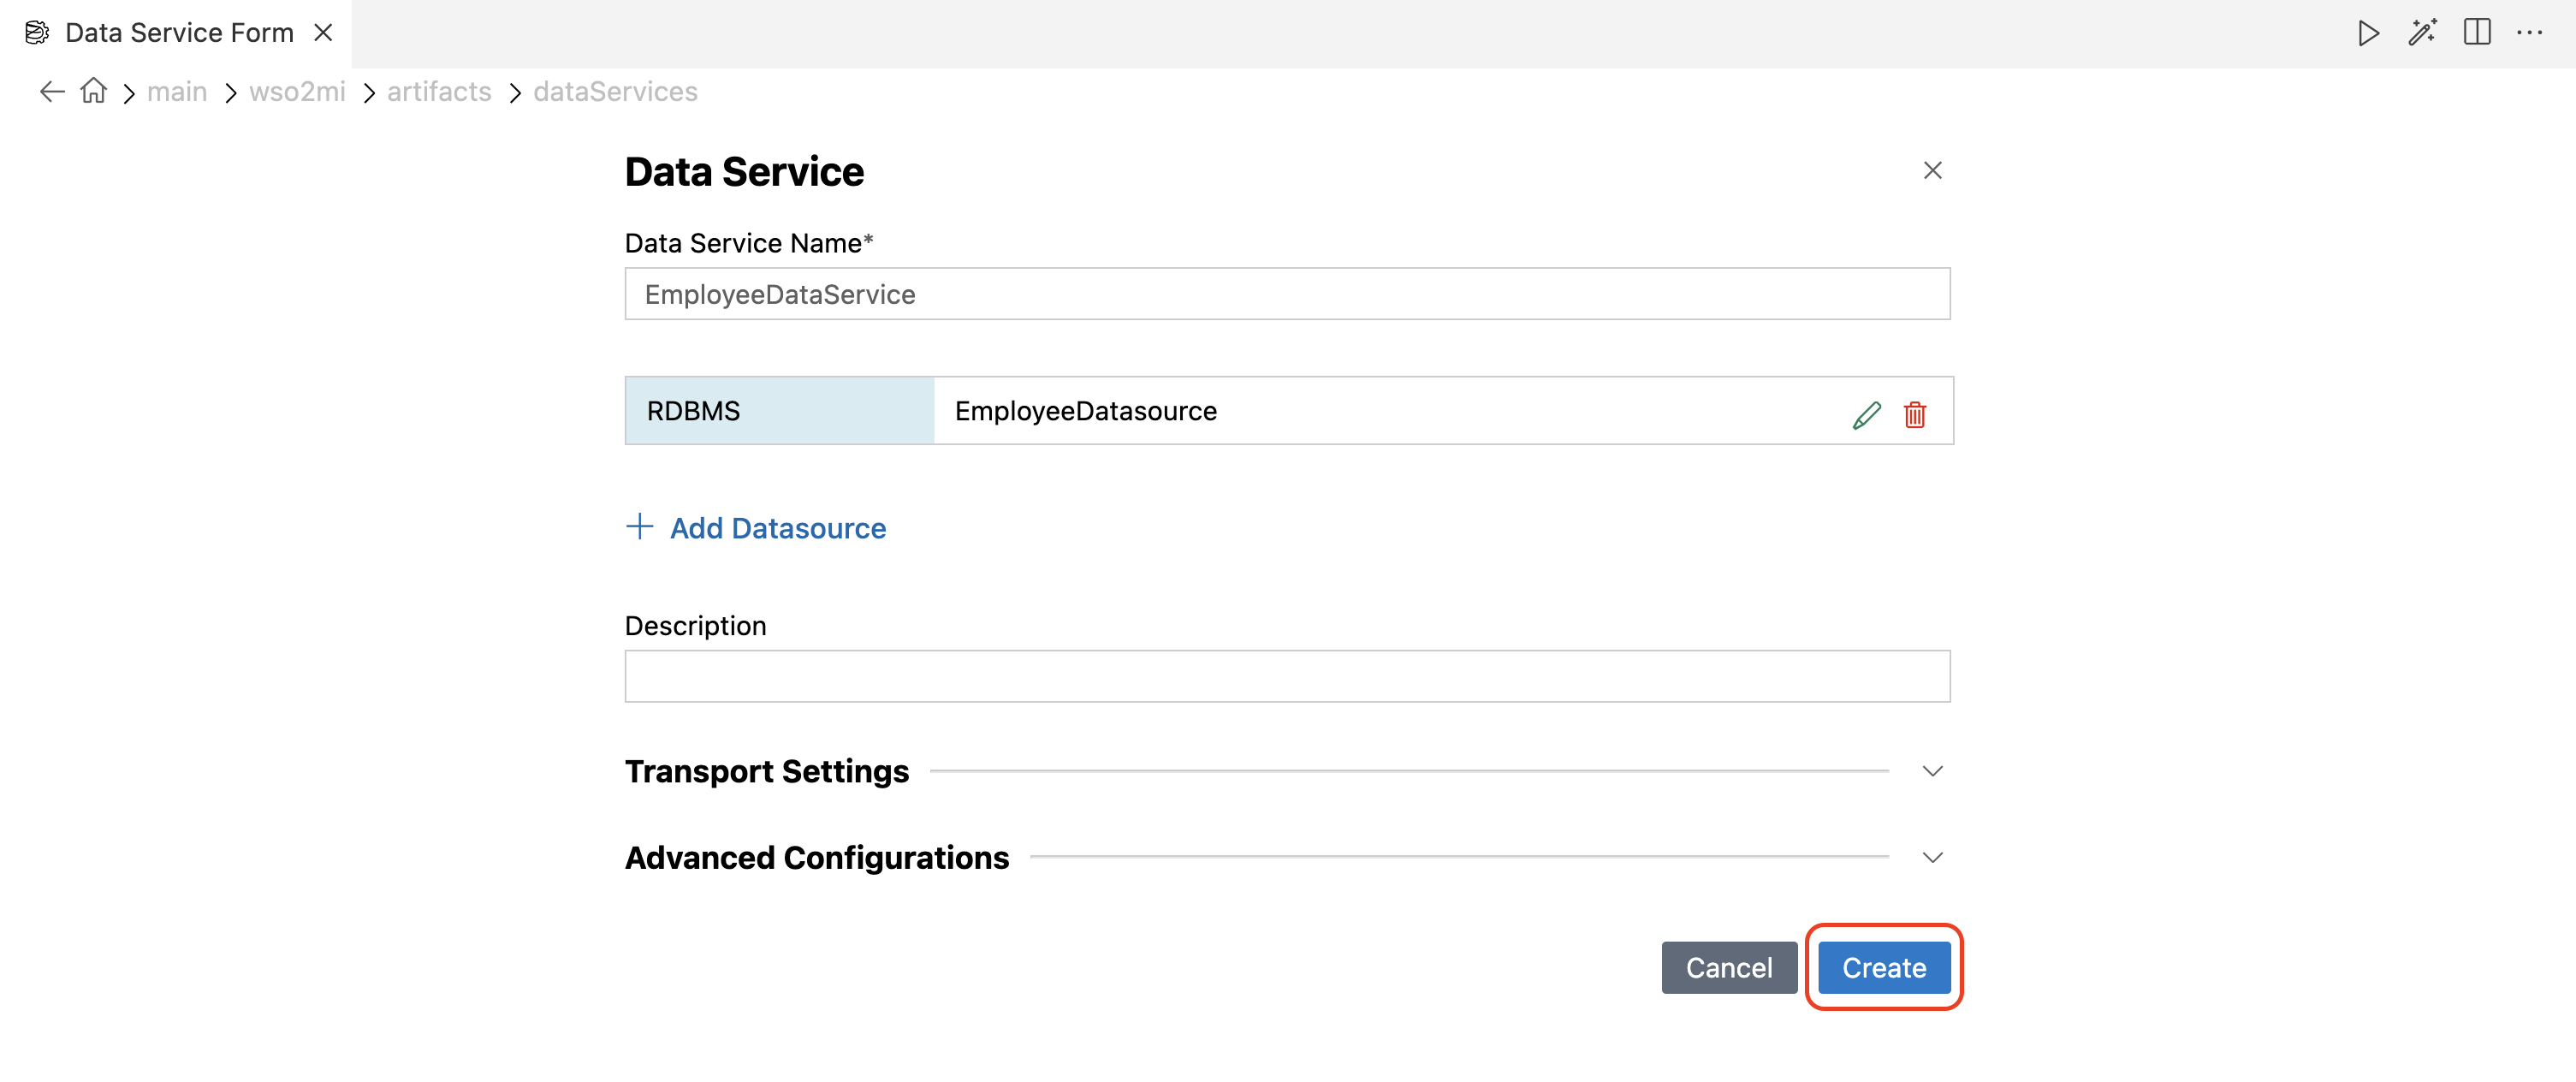 Data Service Form
main > wso2mi > artifacts > dataServices
Data Service
Data Service Name*
EmployeeDataService
RDBMS EmployeeDatasource
Add Datasource
Description
Transport Settings
Advanced Configurations
Cancel Create